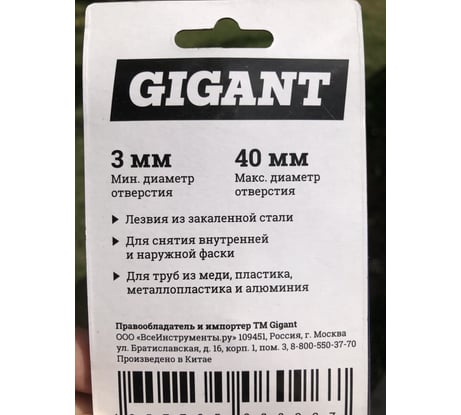 GIGANT
3 мм 40 мм
Мин. диаметр Макс. диаметр
отверстия отверстия
Лезвия из закаленной стали
Для снятия внутренней
и наружной фаски
Для труб из меди, пластика,
металлопластика и алюминия
Правообладатель и импортер ТМ Gigant
ООО «ВсеИнструменты.ру» 109451, Россия, г. Москва
ул. Братиславская, д. 16, корп. 1, пом. 3, 8-800-550-37-70
Произведено в Китае